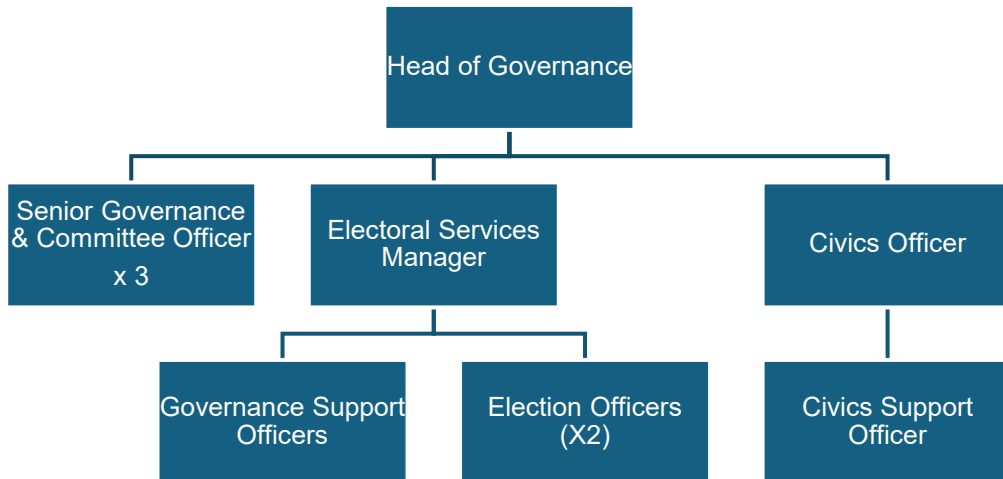 Head of Governance
Senior Governance
& Committee Officer
x 3
Electoral Services
Manager
Civics Officer
Governance Support
Officers
Election Officers
(X2)
Civics Support
Officer